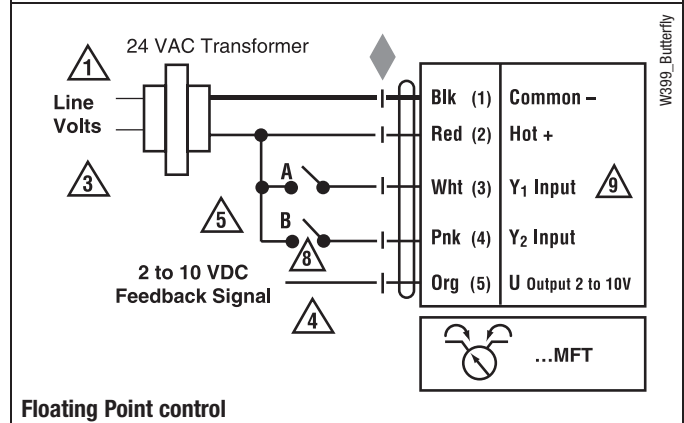 24 VAC Transformer
W399_Butterfly
1
Line
Volts
3
Blk (1) Common –
Red (2) Hot +
A
Wht (3) Y₁ Input 9
5
B
8
Pnk (4) Y₂ Input
2 to 10 VDC
Feedback Signal
4
Org (5) U Output 2 to 10V
...MFT
Floating Point control